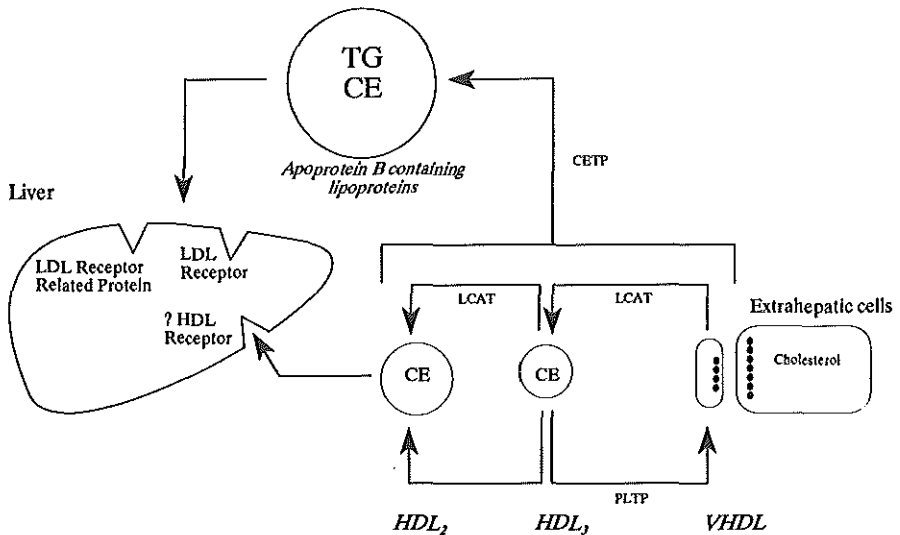 TG
CE
Apoprotein B containing
lipoproteins
CETP
Liver
LDL Receptor
Related Protein
LDL
Receptor
? HDL
Receptor
LCAT
LCAT
Extrahepatic cells
CE
CE
Cholesterol
PLTP
HDL₂
HDL₃
VHDL